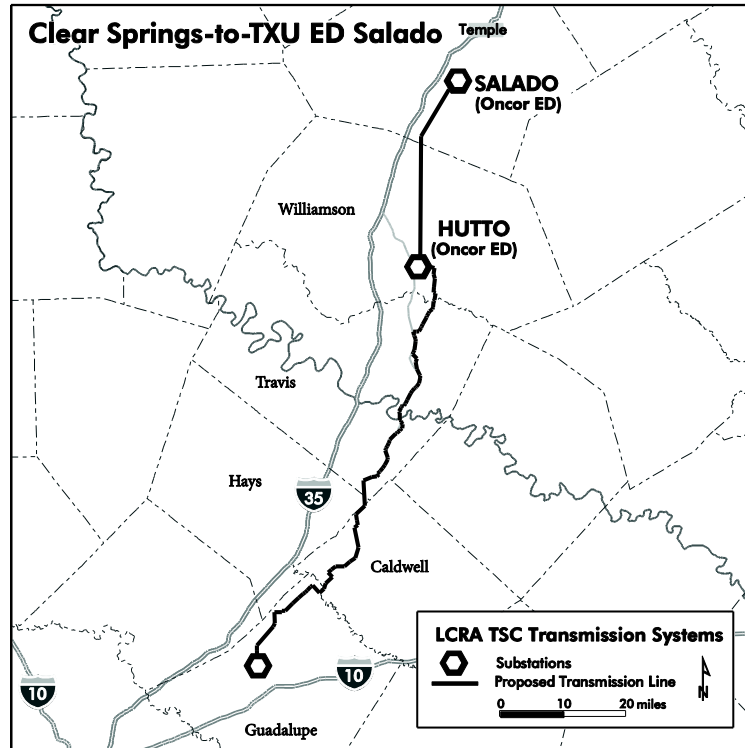 Clear Springs-to-TXU ED Salado
Temple
SALADO
(Oncor ED)
Williamson
HUTTO
(Oncor ED)
Travis
Hays
35
Caldwell
10
10
Guadalupe
LCRA TSC Transmission Systems
Substations
Proposed Transmission Line
0 10 20 miles
N